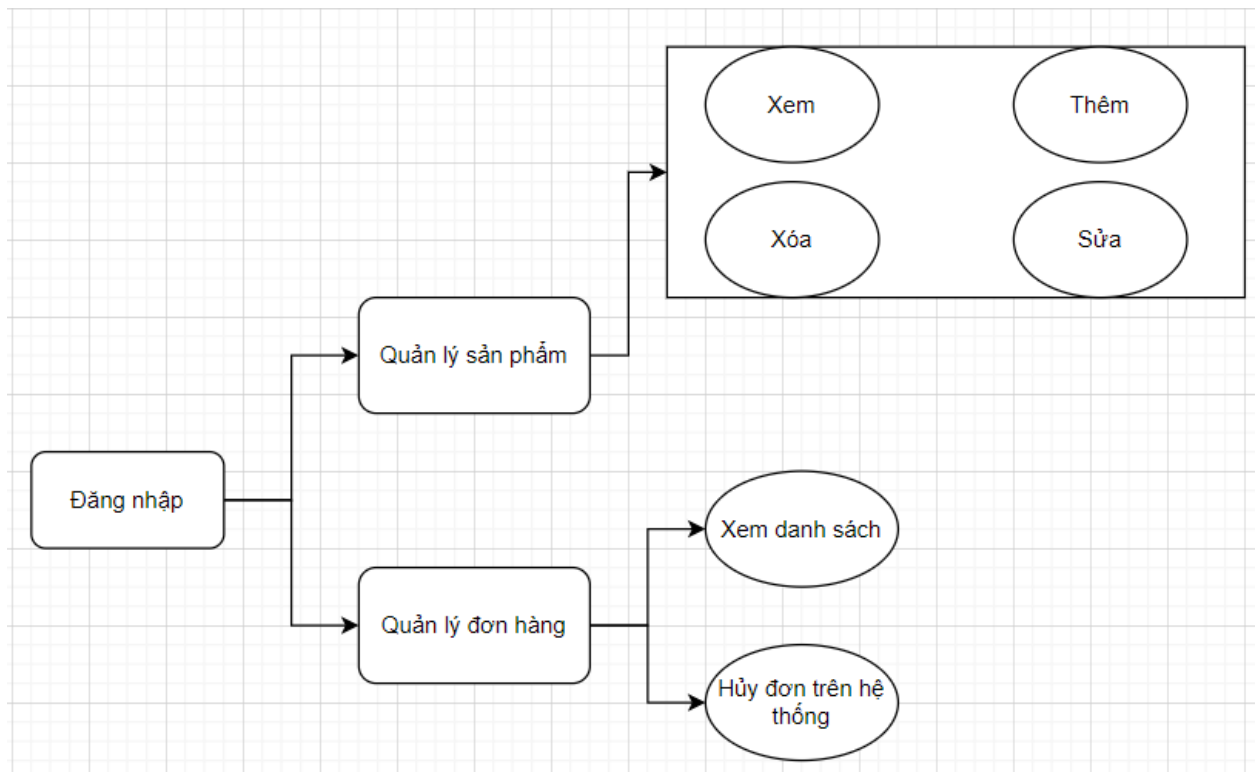 Xem
Thêm
Xóa
Sửa
Quản lý sản phẩm
Đăng nhập
Xem danh sách
Quản lý đơn hàng
Hủy đơn trên hệ
thống